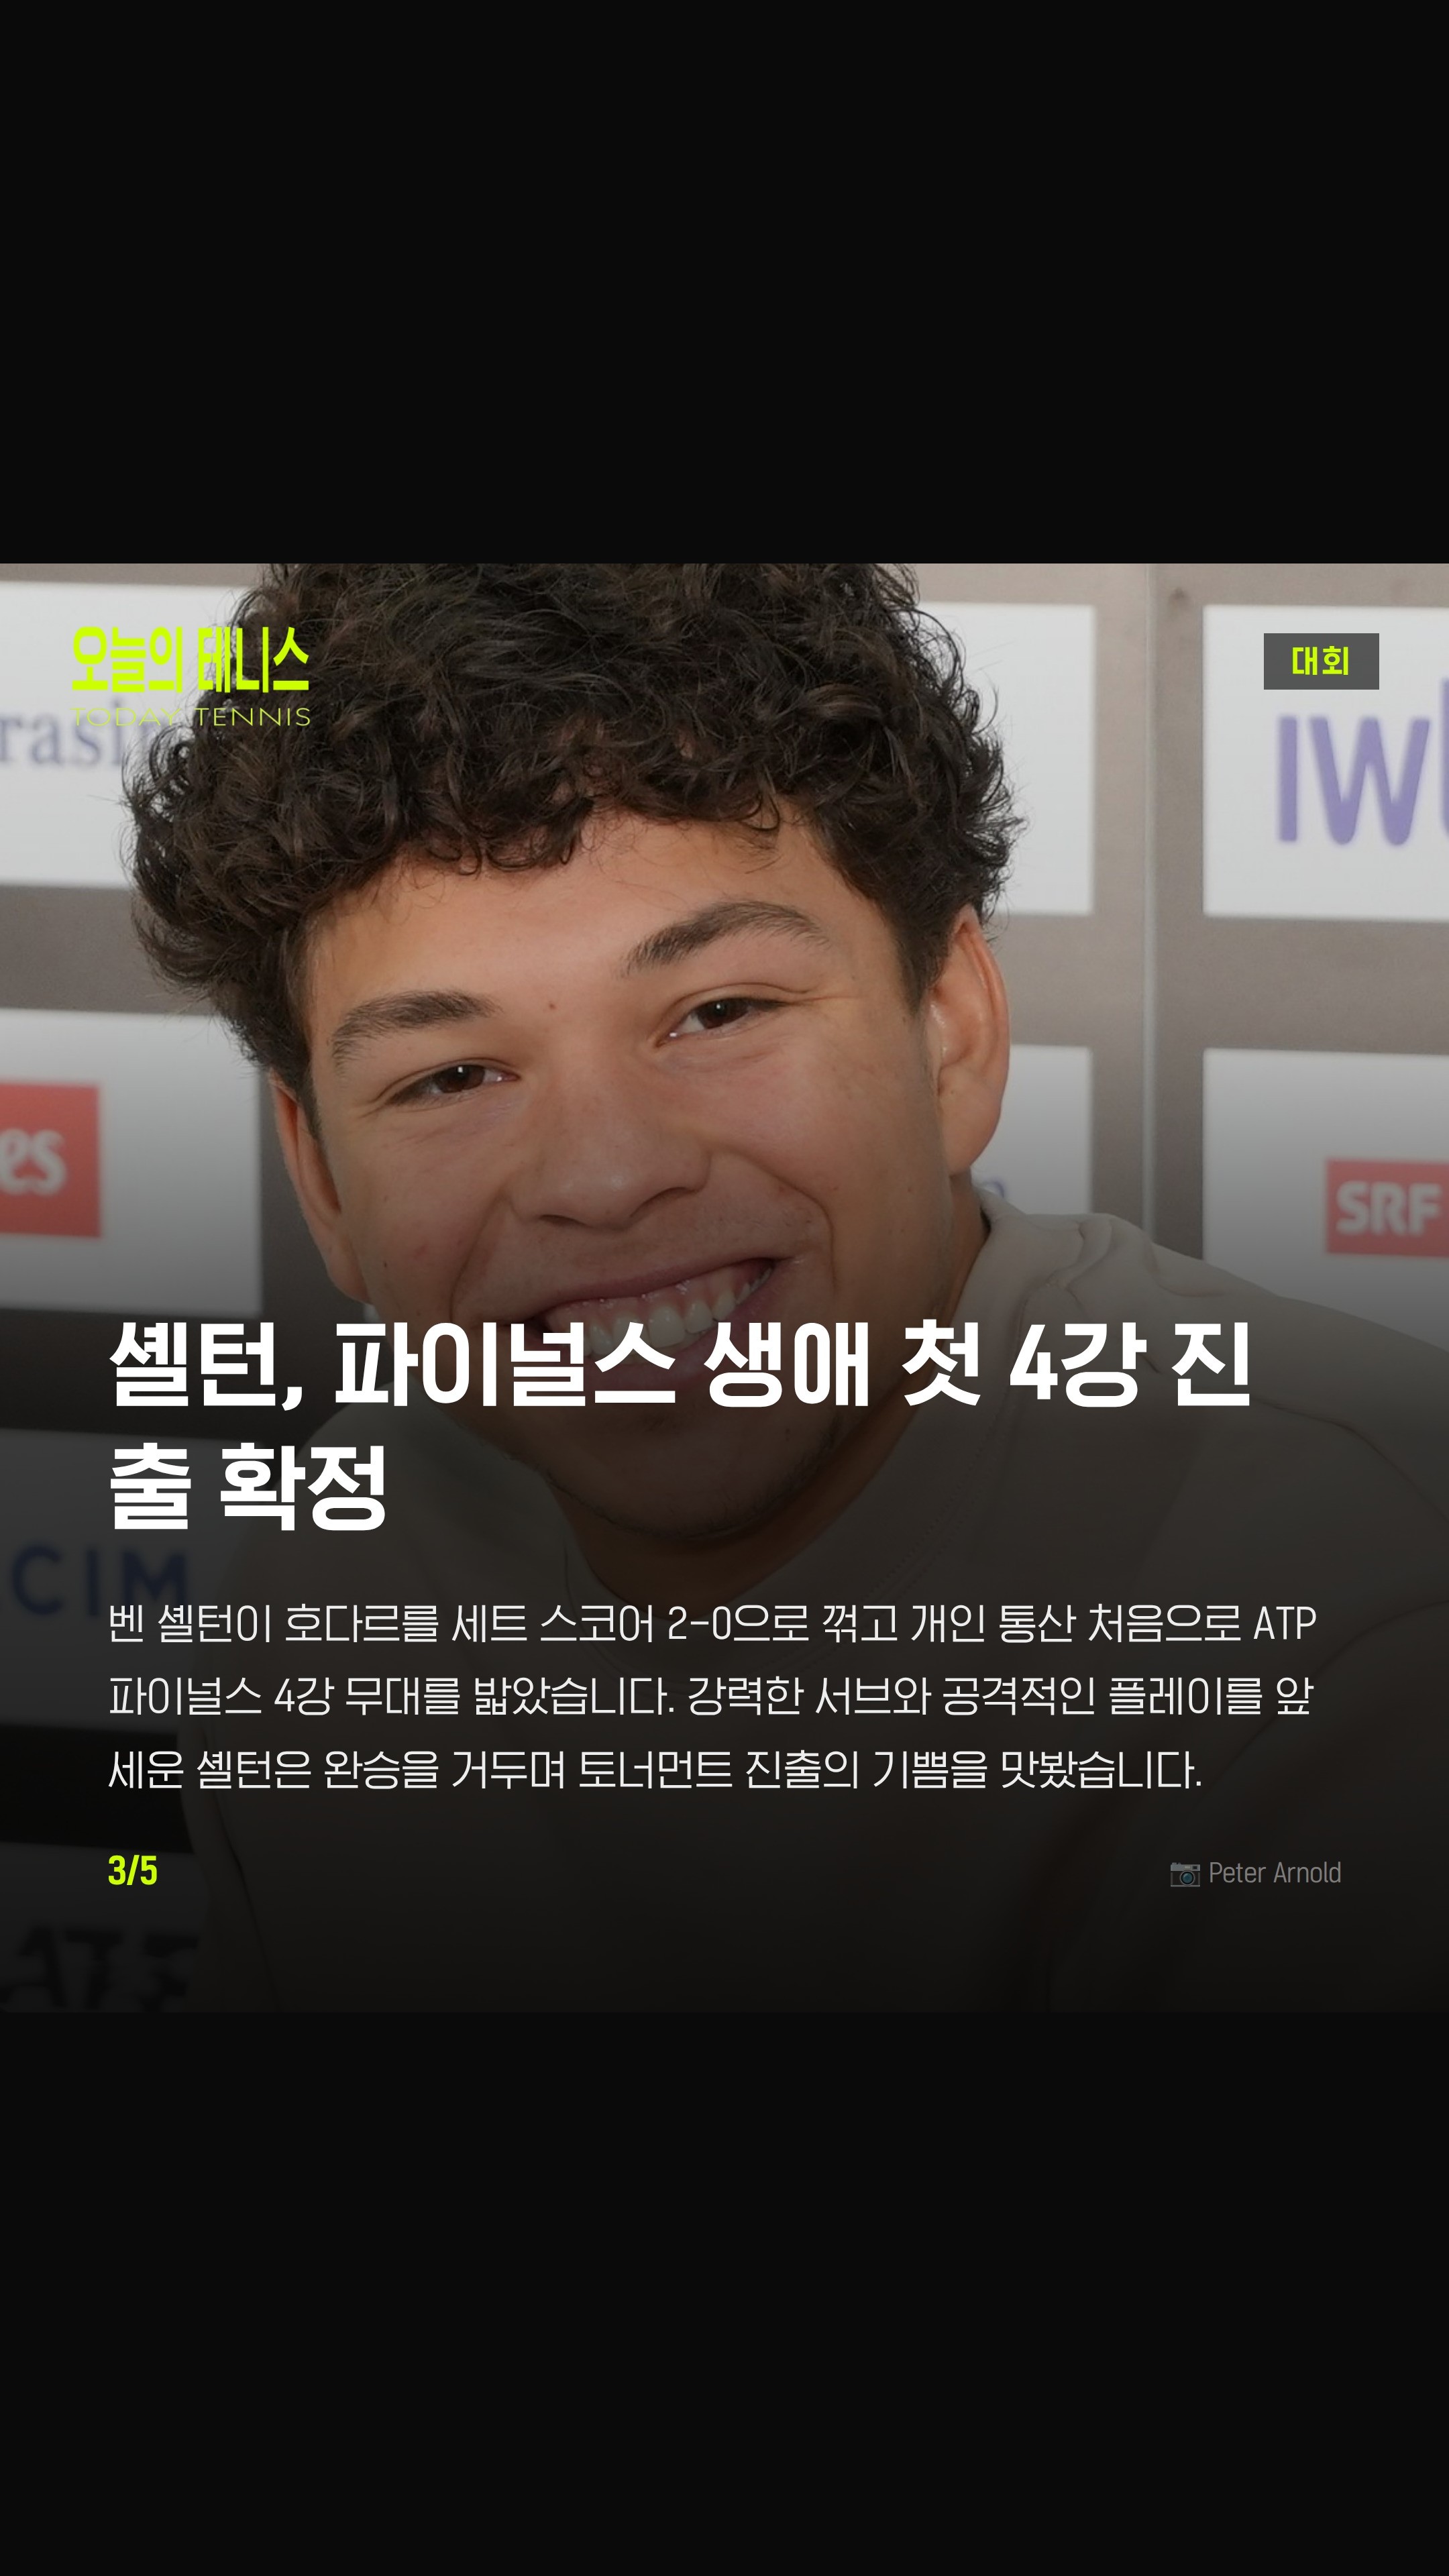 오늘의 테니스
TODAY TENNIS
대회
IW
es
SRF
셸턴, 파이널스 생애 첫 4강 진
출 확정
CIM
벤 셸턴이 호다르를 세트 스코어 2-0으로 꺾고 개인 통산 처음으로 ATP
파이널스 4강 무대를 밟았습니다. 강력한 서브와 공격적인 플레이를 앞
세운 셸턴은 완승을 거두며 토너먼트 진출의 기쁨을 맛봤습니다.
3/5
Peter Arnold